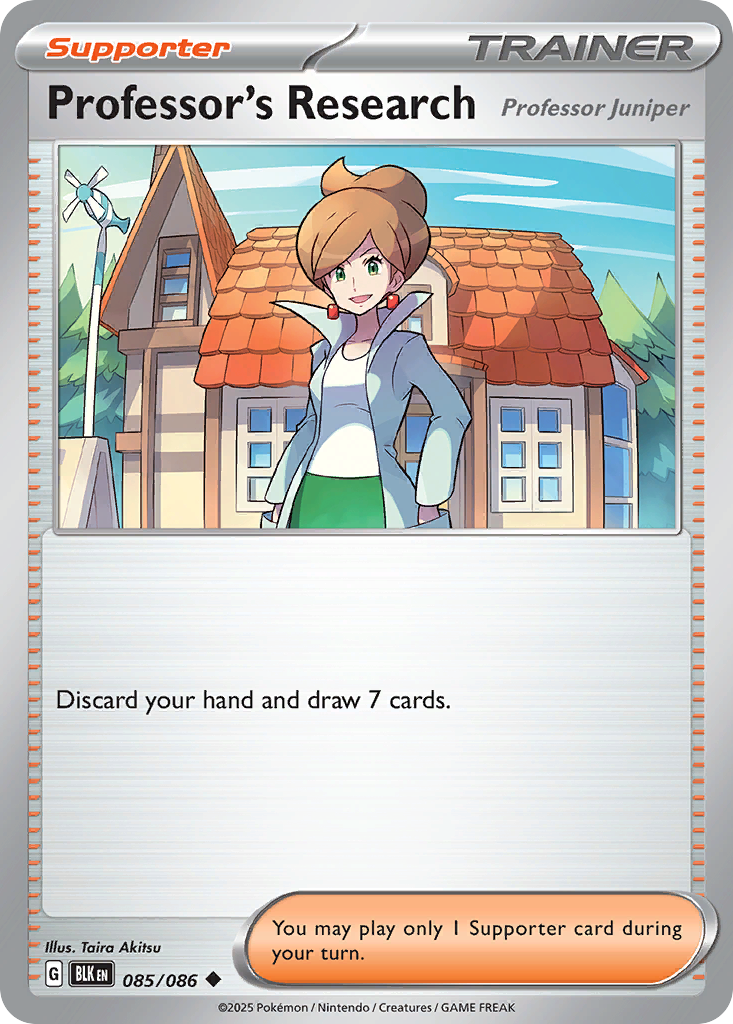 Supporter
TRAINER
Professor's Research Professor Juniper
Discard your hand and draw 7 cards.
You may play only 1 Supporter card during
your turn.
Illus. Taira Akitsu
G BLK EN 085/086 ◆
©2025 Pokémon / Nintendo / Creatures / GAME FREAK